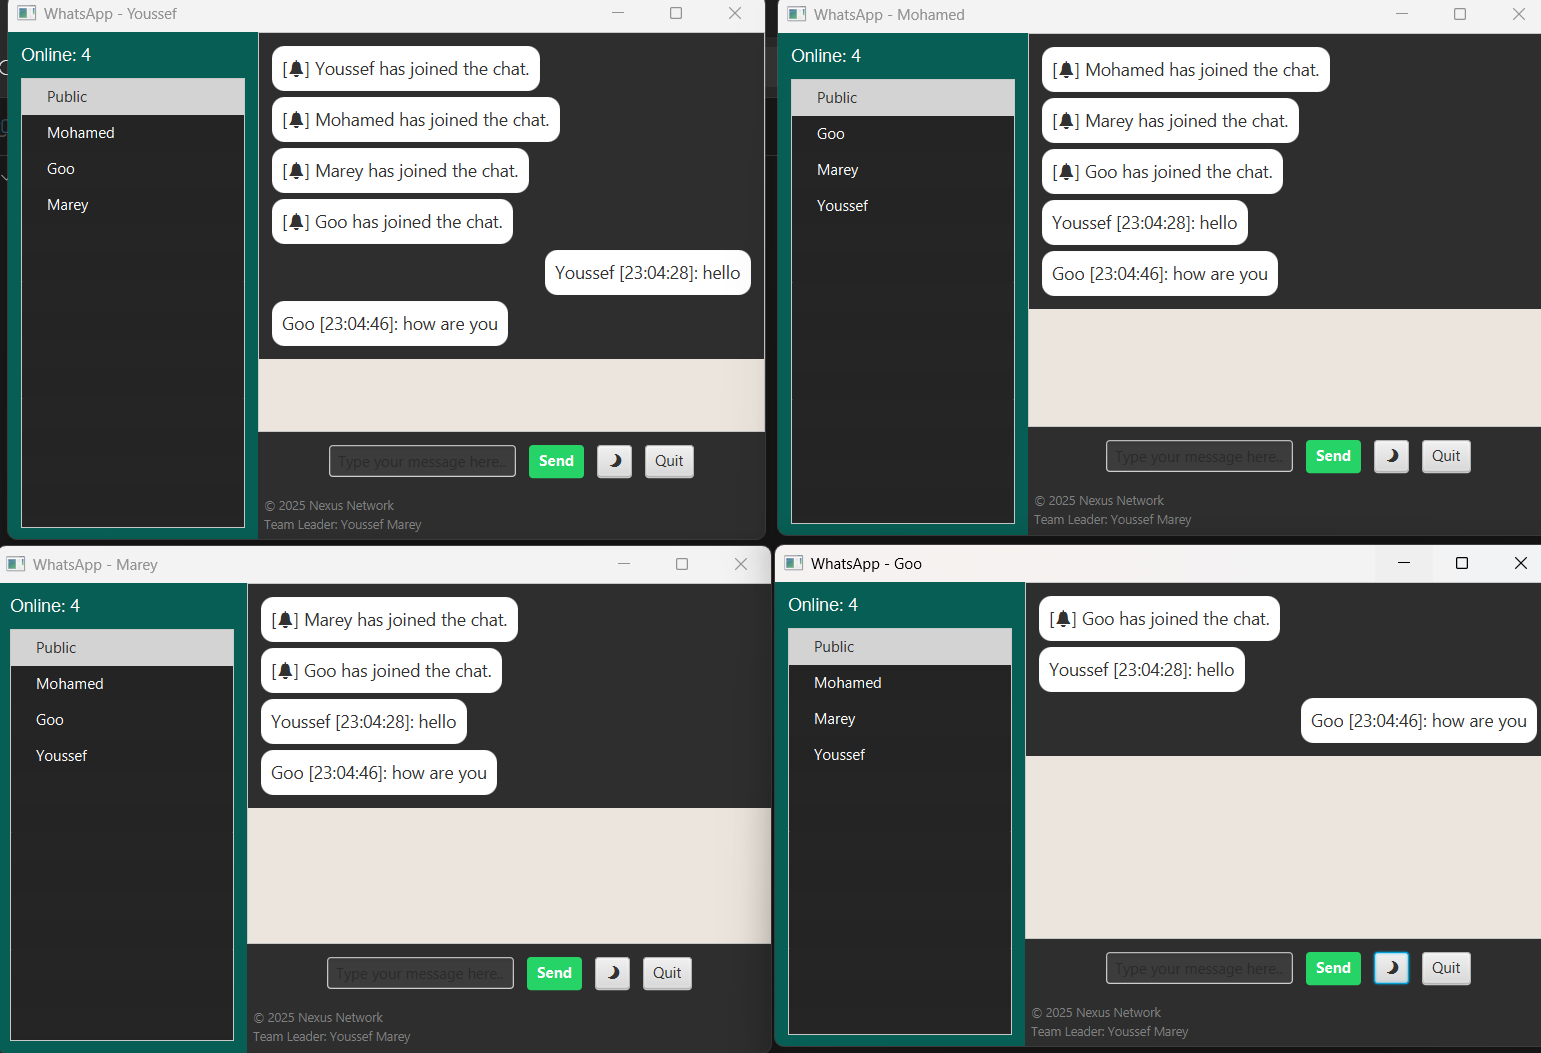 WhatsApp - Youssef
Online: 4
Public
Mohamed
Goo
Marey
[🔔] Youssef has joined the chat.
[🔔] Mohamed has joined the chat.
[🔔] Marey has joined the chat.
[🔔] Goo has joined the chat.
Youssef [23:04:28]: hello
Goo [23:04:46]: how are you
Type your message here..
Send
Quit
© 2025 Nexus Network
Team Leader: Youssef Marey
WhatsApp - Mohamed
Online: 4
Public
Goo
Marey
Youssef
[🔔] Mohamed has joined the chat.
[🔔] Marey has joined the chat.
[🔔] Goo has joined the chat.
Youssef [23:04:28]: hello
Goo [23:04:46]: how are you
Type your message here..
Send
Quit
© 2025 Nexus Network
Team Leader: Youssef Marey
WhatsApp - Marey
Online: 4
Public
Mohamed
Goo
Youssef
[🔔] Marey has joined the chat.
[🔔] Goo has joined the chat.
Youssef [23:04:28]: hello
Goo [23:04:46]: how are you
Type your message here..
Send
Quit
© 2025 Nexus Network
Team Leader: Youssef Marey
WhatsApp - Goo
Online: 4
Public
Mohamed
Marey
Youssef
[🔔] Goo has joined the chat.
Youssef [23:04:28]: hello
Goo [23:04:46]: how are you
Type your message here..
Send
Quit
© 2025 Nexus Network
Team Leader: Youssef Marey